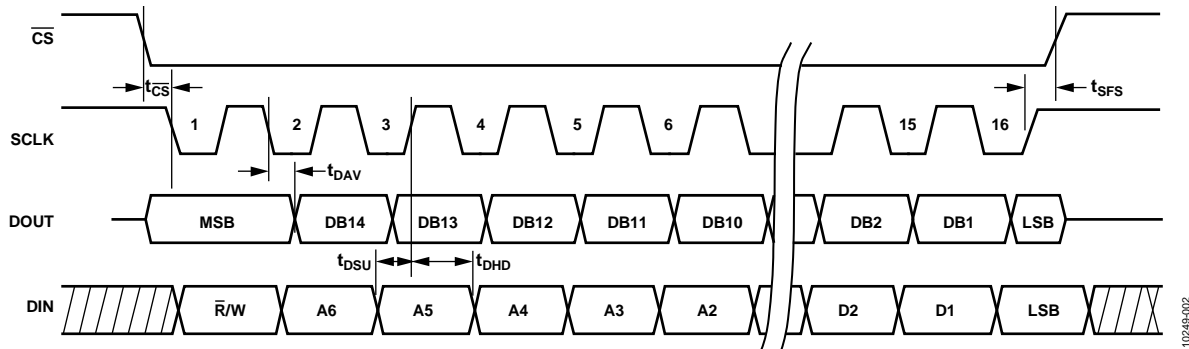 CS
tCS
tSFS
SCLK
1 2 3 4 5 6 15 16
tDAV
DOUT
MSB DB14 DB13 DB12 DB11 DB10 DB2 DB1 LSB
tDSU tDHD
DIN
R/W A6 A5 A4 A3 A2 D2 D1 LSB
10249-002